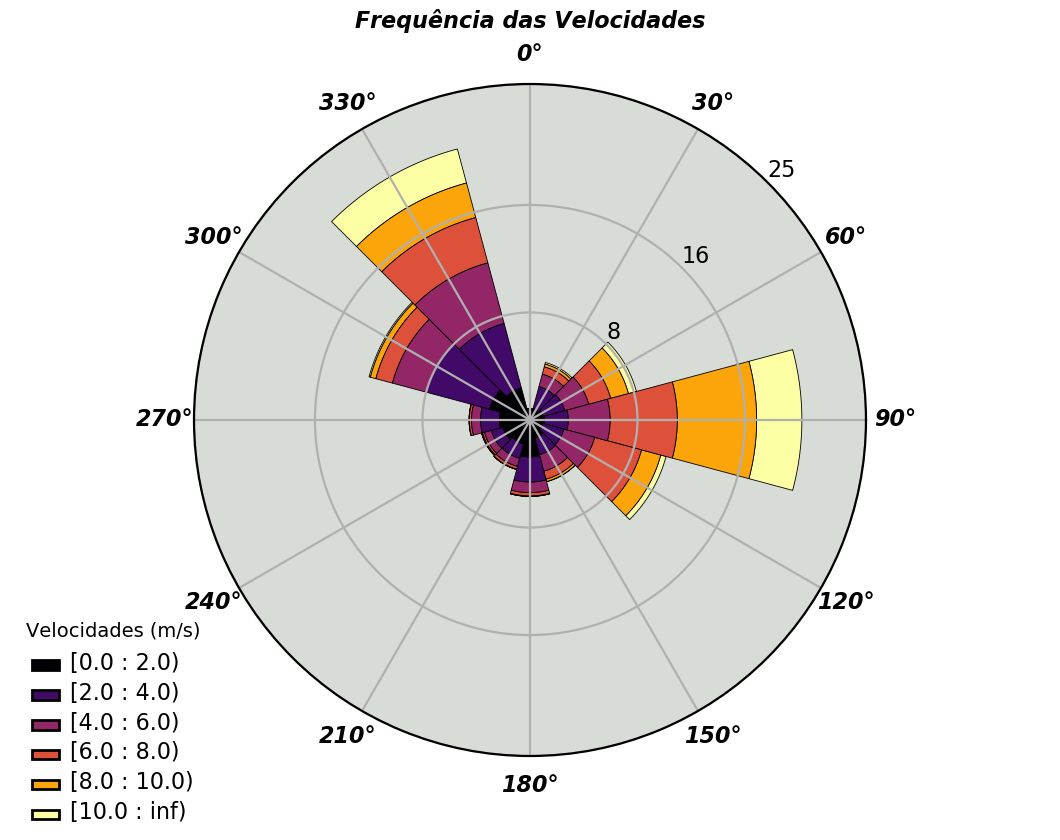 Frequência das Velocidades
0°
330°
30°
25
300°
60°
16
8
270°
90°
240°
120°
210°
150°
180°
Velocidades (m/s)
[0.0 : 2.0)
[2.0 : 4.0)
[4.0 : 6.0)
[6.0 : 8.0)
[8.0 : 10.0)
[10.0 : inf)